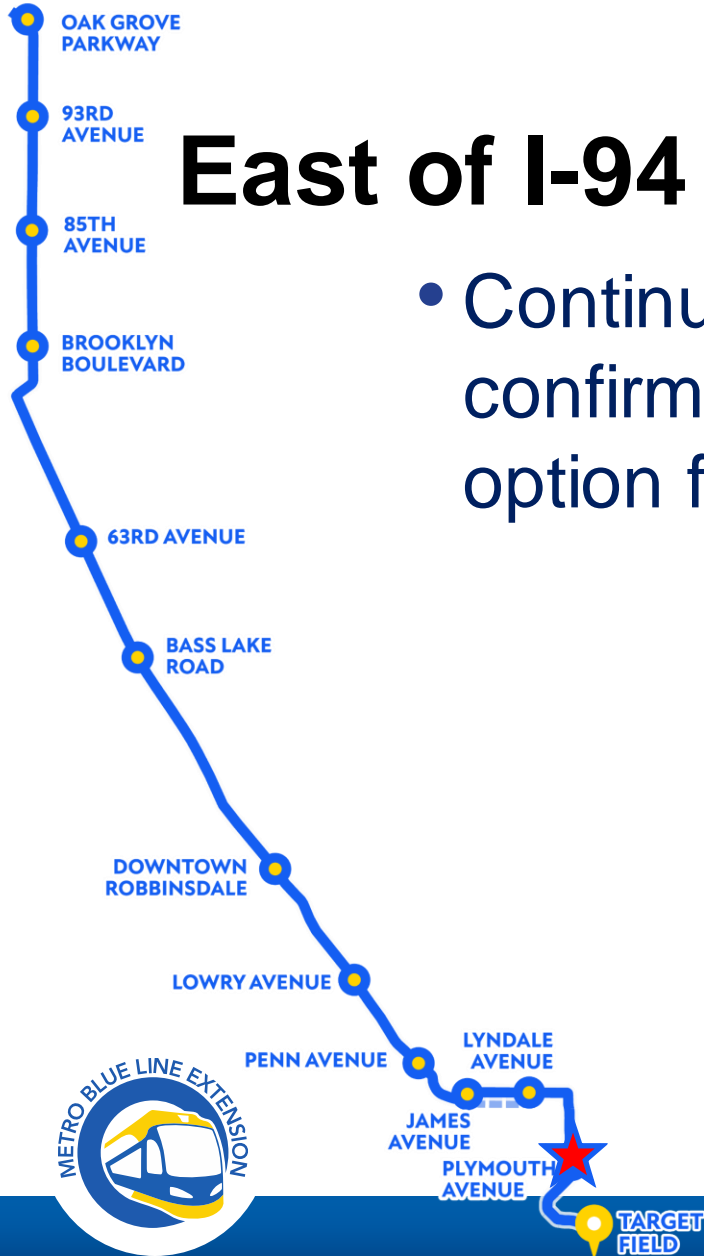 OAK GROVE
PARKWAY
93RD
AVENUE
East of I-94
85TH
AVENUE
• Continu
confirm
option f
BROOKLYN
BOULEVARD
63RD AVENUE
BASS LAKE
ROAD
DOWNTOWN
ROBBINSDALE
LOWRY AVENUE
PENN AVENUE
LYNDALE
AVENUE
JAMES
AVENUE
PLYMOUTH
AVENUE
TARGET
FIELD
METRO BLUE LINE EXTENSION